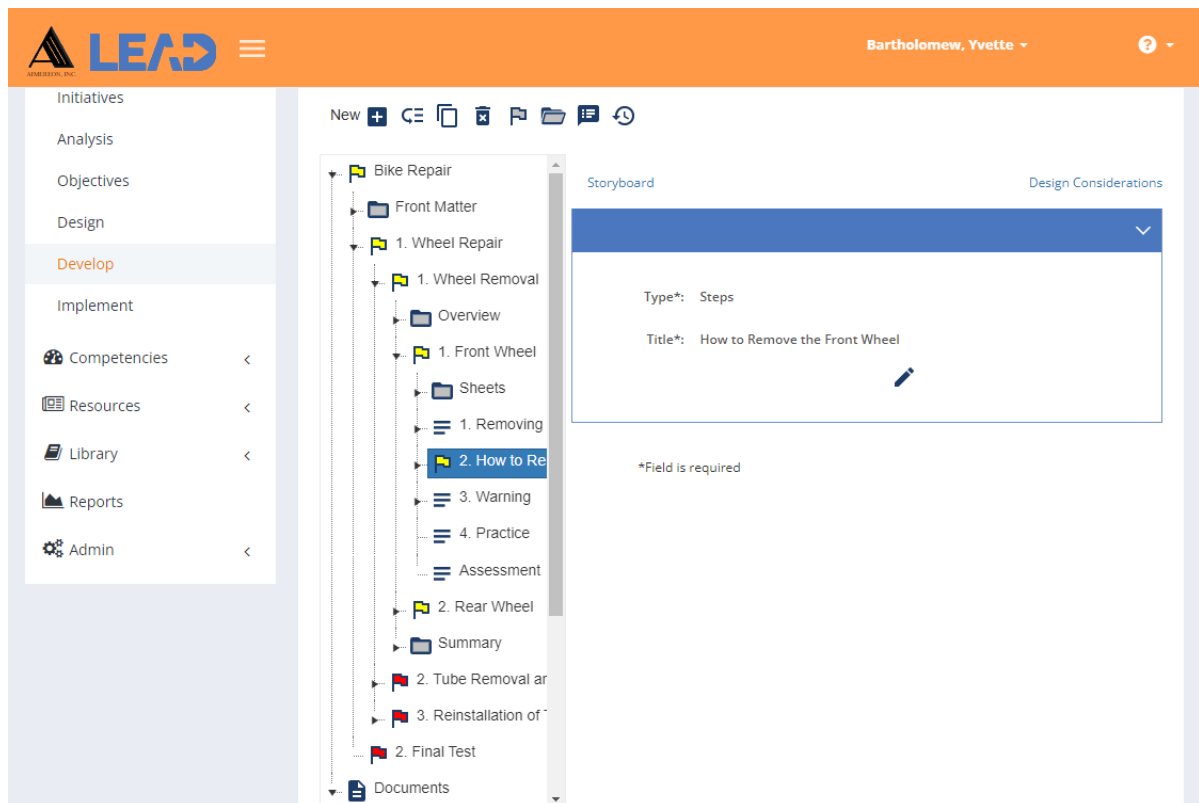 AIMEREON, INC.
LEAD
Bartholomew, Yvette
?
Initiatives
Analysis
Objectives
Design
Develop
Implement
Competencies
Resources
Library
Reports
Admin
New
Bike Repair
Front Matter
1. Wheel Repair
1. Wheel Removal
Overview
1. Front Wheel
Sheets
1. Removing
2. How to Re
3. Warning
4. Practice
Assessment
2. Rear Wheel
Summary
2. Tube Removal an
3. Reinstallation of T
2. Final Test
Documents
Storyboard
Design Considerations
Type*: Steps
Title*: How to Remove the Front Wheel
*Field is required